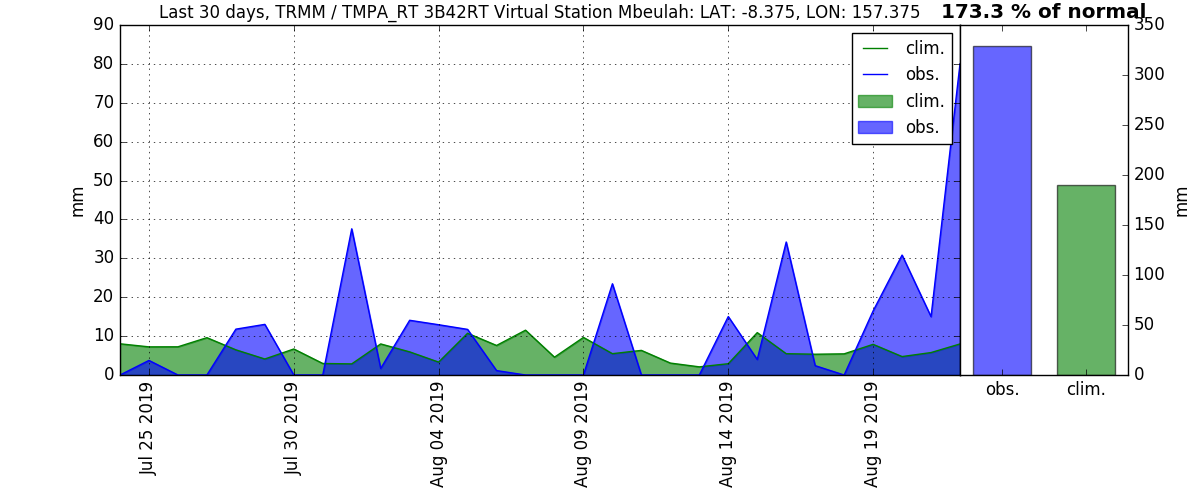 Last 30 days, TRMM / TMPA_RT 3B42RT Virtual Station Mbeulah: LAT: -8.375, LON: 157.375
173.3 % of normal
90
80
70
60
50
40
30
20
10
0
mm
Jul 25 2019
Jul 30 2019
Aug 04 2019
Aug 09 2019
Aug 14 2019
Aug 19 2019
clim.
obs.
clim.
obs.
350
300
250
200
150
100
50
0
mm
obs.
clim.